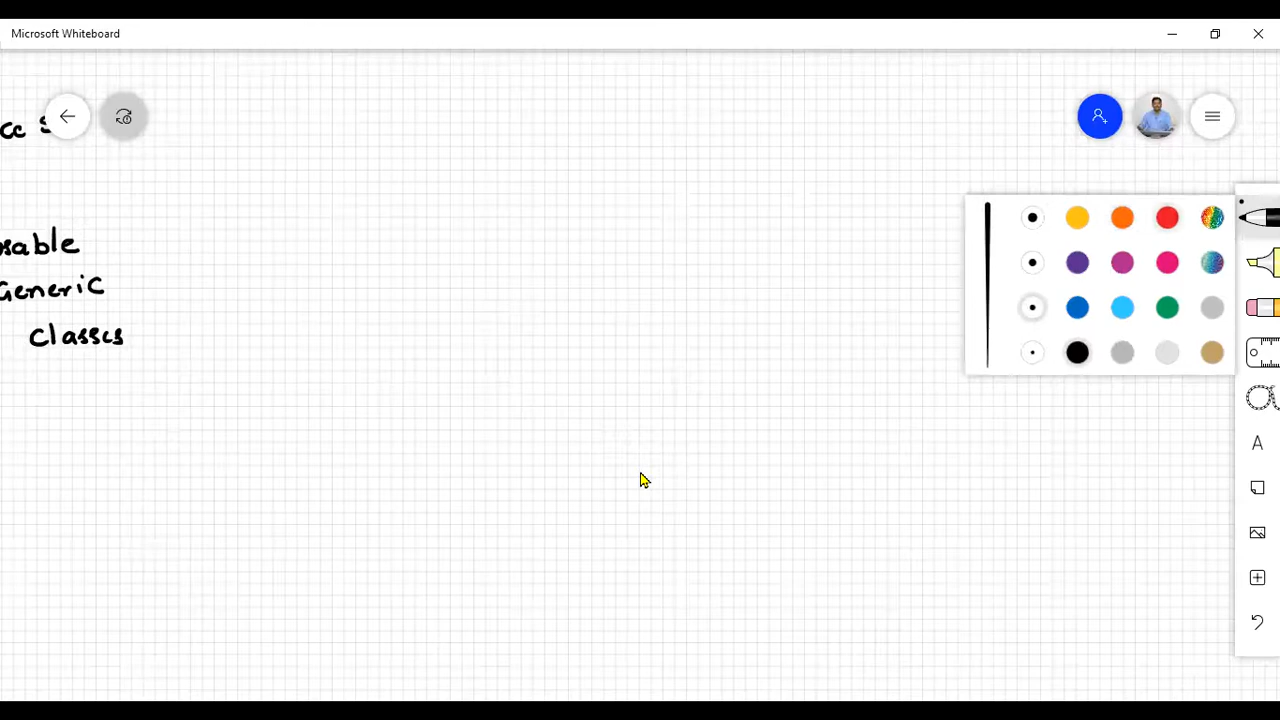 Microsoft Whiteboard
cc S
sable
Generic
Classes
A